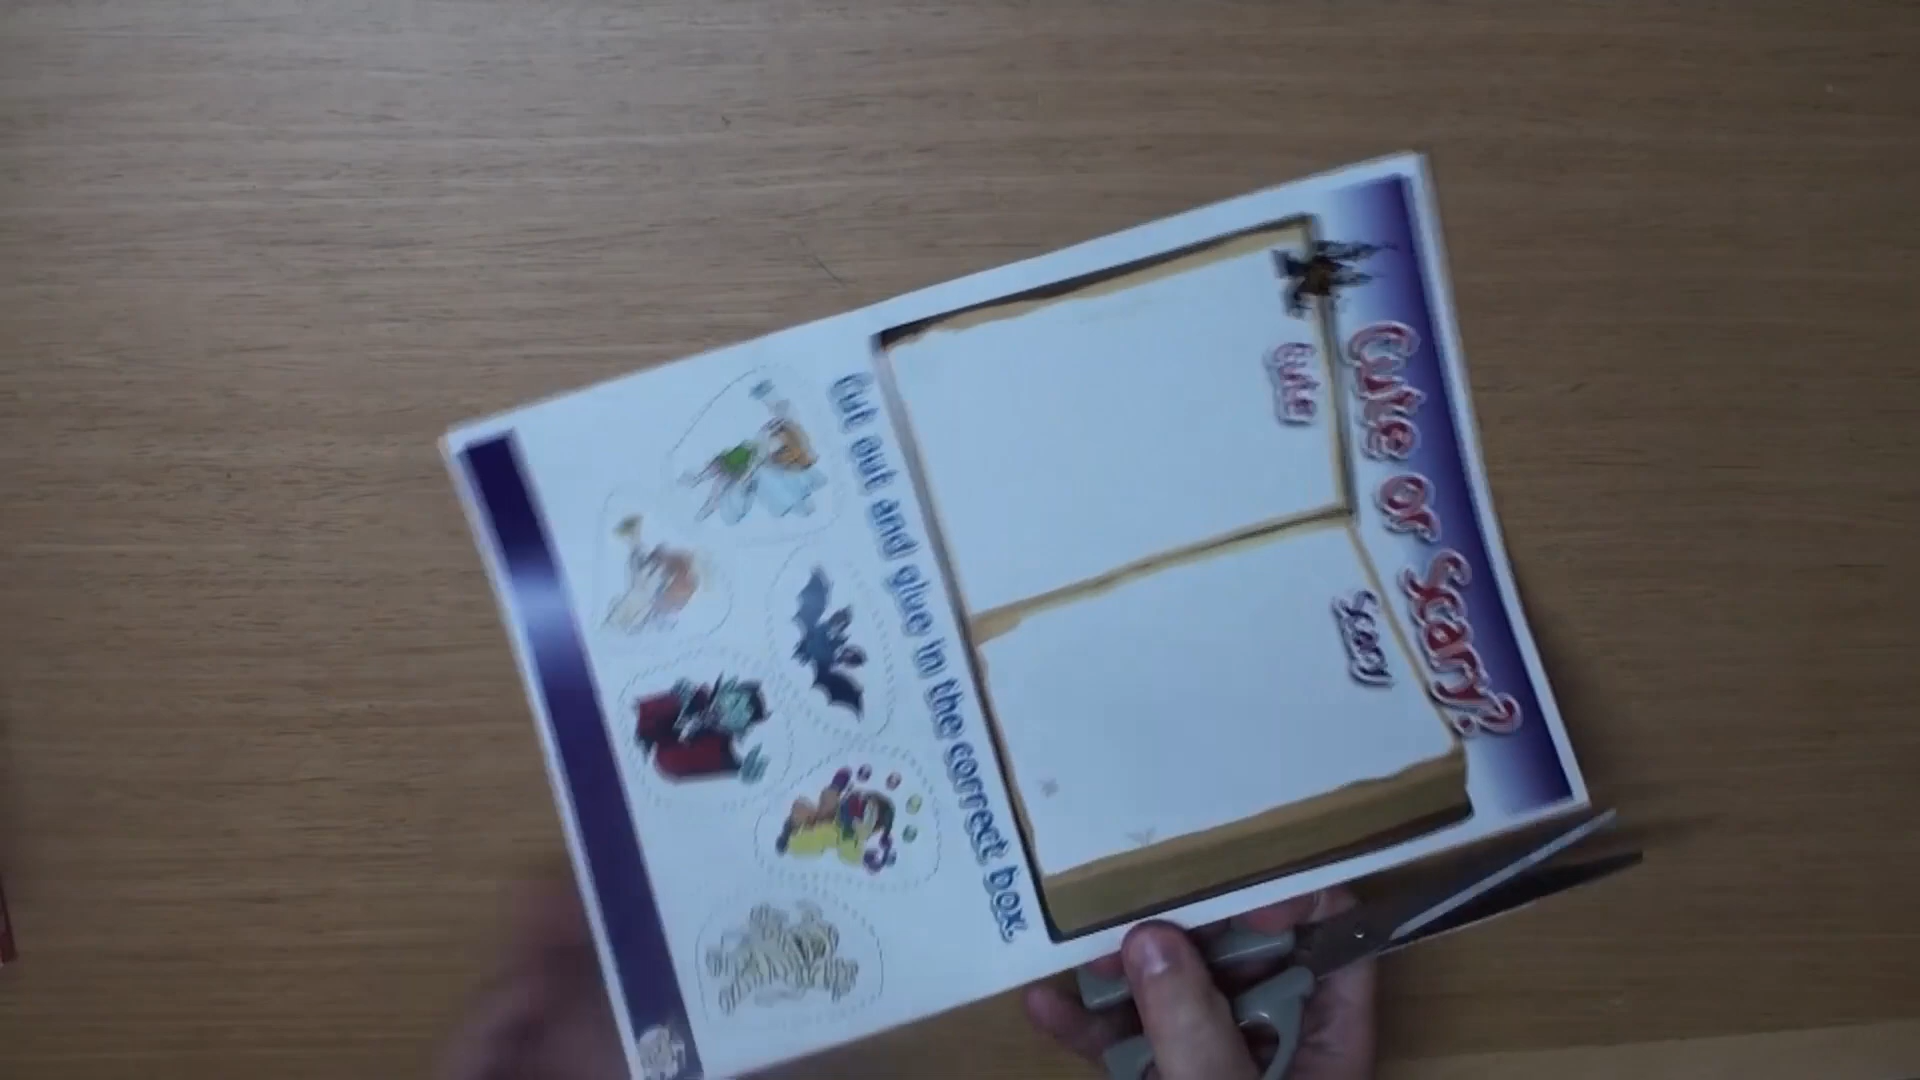 Cute or Scary?
Cute
Scary
Cut out and glue in the correct box.